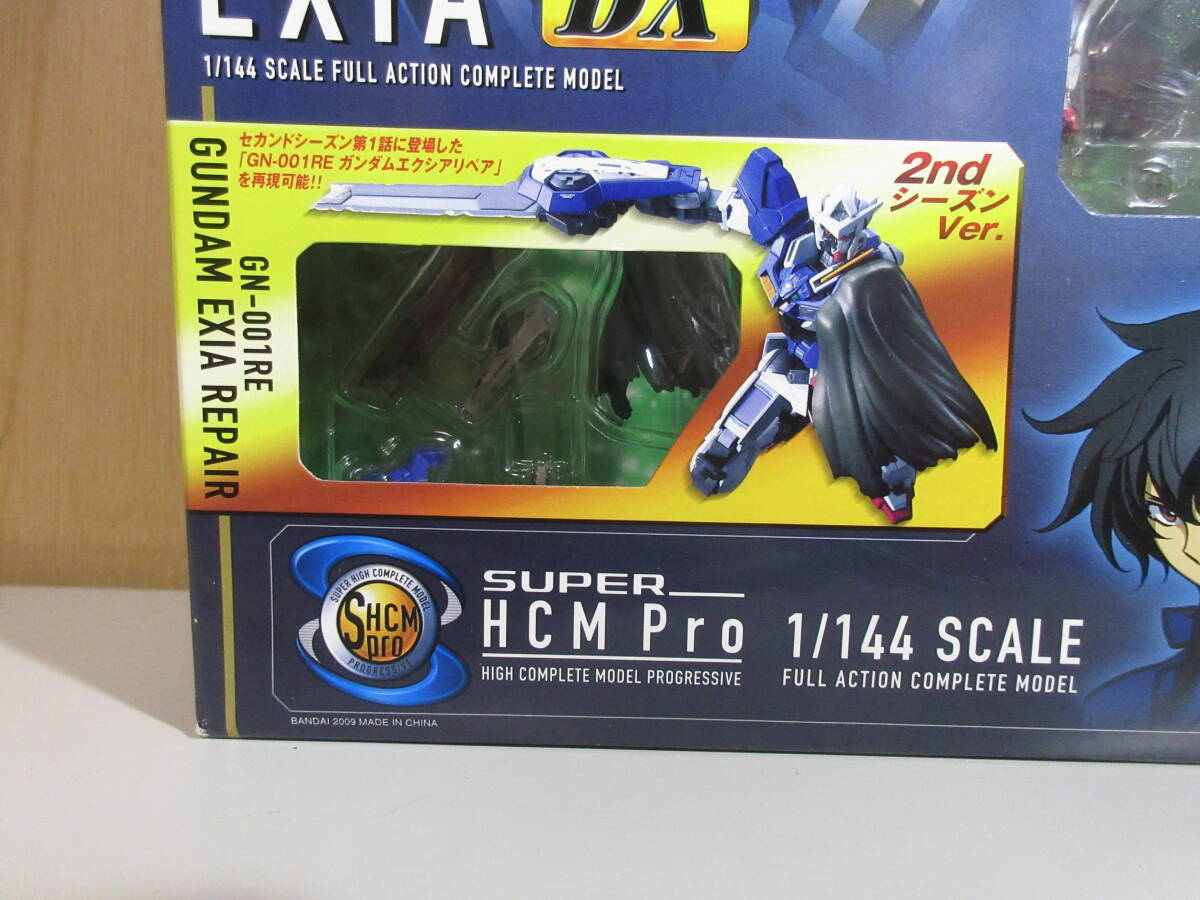 EXIA DX
1/144 SCALE FULL ACTION COMPLETE MODEL
セカンドシーズン第1話に登場した
「GN-001RE ガンダムエクシアリペア」
を再現可能!!
2nd
シーズン
Ver.
GN-001RE
GUNDAM EXIA REPAIR
SUPER HIGH COMPLETE MODEL
SHCM
pro
PROGRESSIVE
SUPER
HCM Pro
HIGH COMPLETE MODEL PROGRESSIVE
1/144 SCALE
FULL ACTION COMPLETE MODEL
BANDAI 2009 MADE IN CHINA